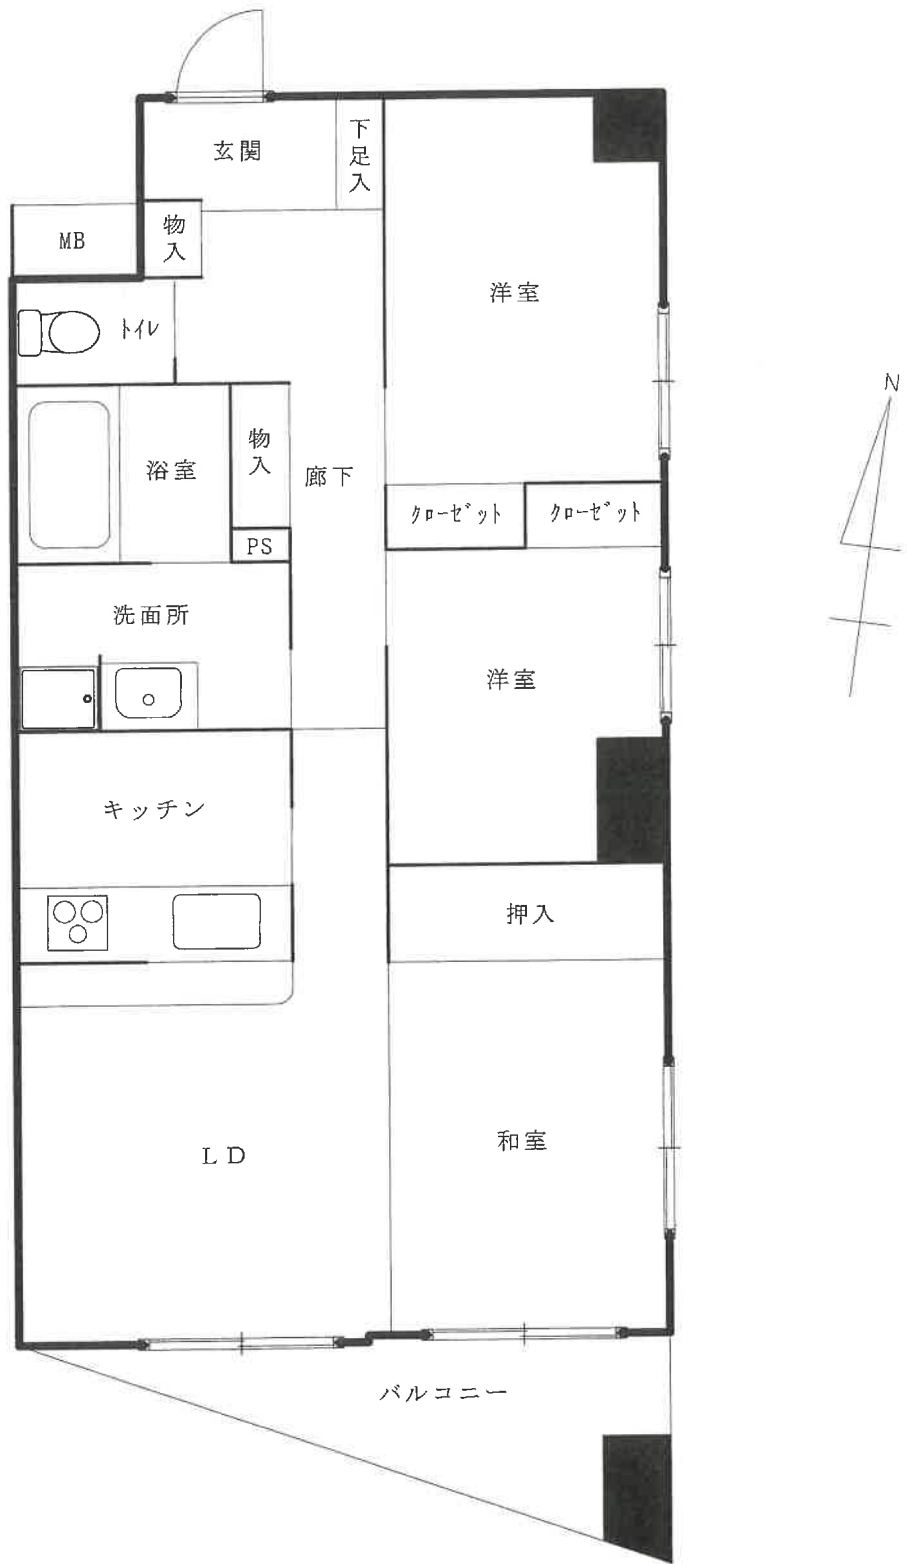 玄関
下足入
MB
物入
洋室
トイレ
N
浴室
物入
廊下
クローゼット
クローゼット
PS
洗面所
洋室
キッチン
押入
LD
和室
バルコニー